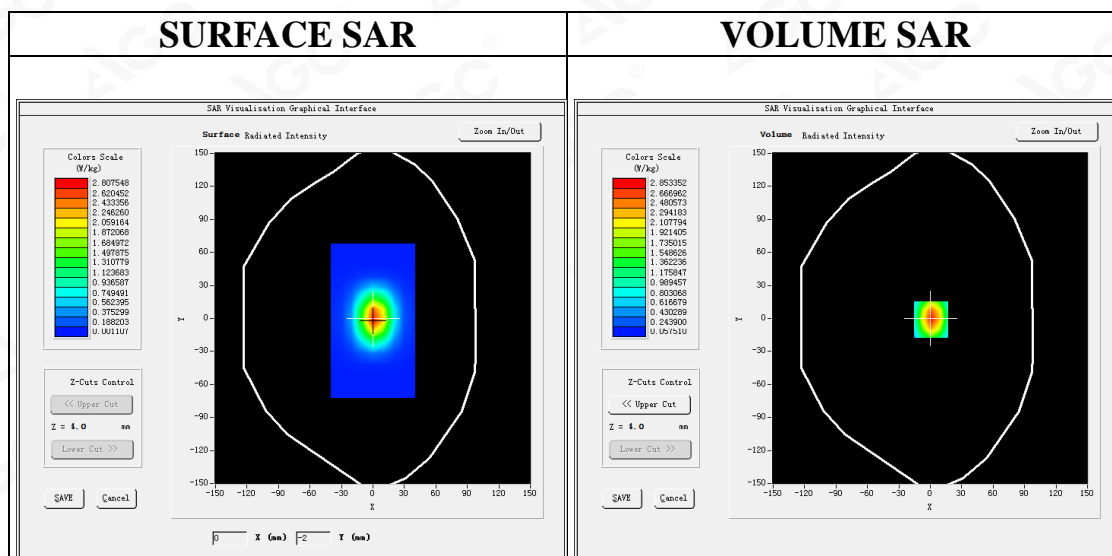 SURFACE SAR
VOLUME SAR
SAR Visualisation Graphical Interface
Surface Radiated Intensity
Zoom In/Out
Colors Scale
(W/kg)
2.807548
2.620452
2.433356
2.246260
2.059164
1.872068
1.684972
1.497875
1.310779
1.123683
0.936587
0.749491
0.562395
0.375299
0.188203
0.001107
150
120
90
60
30
0
-30
-60
-90
-120
-150
Y
-150 -120 -90 -60 -30 0 30 60 90 120 150
X
Z-Cuts Control
<< Upper Cut
Z = 4.0 mm
Lower Cut >>
SAVE Cancel
0 X (mm) -2 Y (mm)
SAR Visualisation Graphical Interface
Volume Radiated Intensity
Zoom In/Out
Colors Scale
(W/kg)
2.853352
2.666962
2.480573
2.294183
2.107794
1.921405
1.735015
1.548626
1.362236
1.175847
0.989457
0.803068
0.616679
0.430289
0.243900
0.057510
150
120
90
60
30
0
-30
-60
-90
-120
-150
Y
-150 -120 -90 -60 -30 0 30 60 90 120 150
X
Z-Cuts Control
<< Upper Cut
Z = 4.0 mm
Lower Cut >>
SAVE Cancel